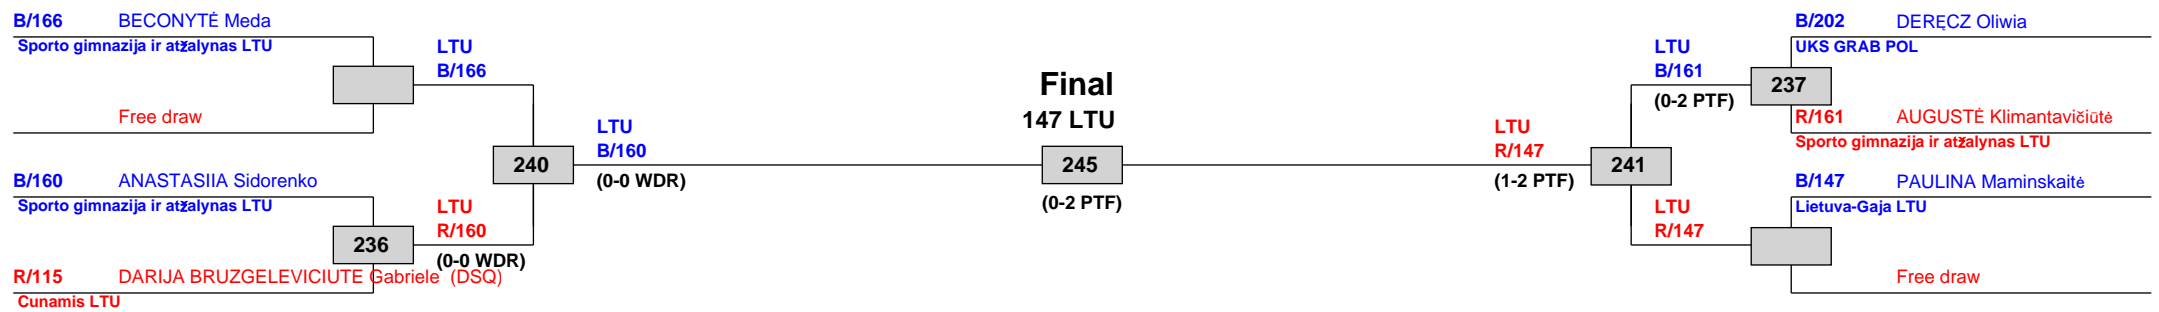 B/166 BECONYTĖ Meda
Sporto gimnazija ir atžalynas LTU
LTU
B/166
Free draw
B/160 ANASTASIIA Sidorenko
Sporto gimnazija ir atžalynas LTU
236
LTU
R/160
(0-0 WDR)
R/115 DARIJA BRUZGELEVICIUTE Gabriele (DSQ)
Cunamis LTU
240
LTU
B/160
(0-0 WDR)
Final
147 LTU
245
(0-2 PTF)
LTU
R/147
(1-2 PTF)
241
LTU
B/161
(0-2 PTF)
LTU
R/147
B/202 DERĘCZ Oliwia
UKS GRAB POL
237
R/161 AUGUSTĖ Klimantavičiūtė
Sporto gimnazija ir atžalynas LTU
B/147 PAULINA Maminskaitė
Lietuva-Gaja LTU
Free draw